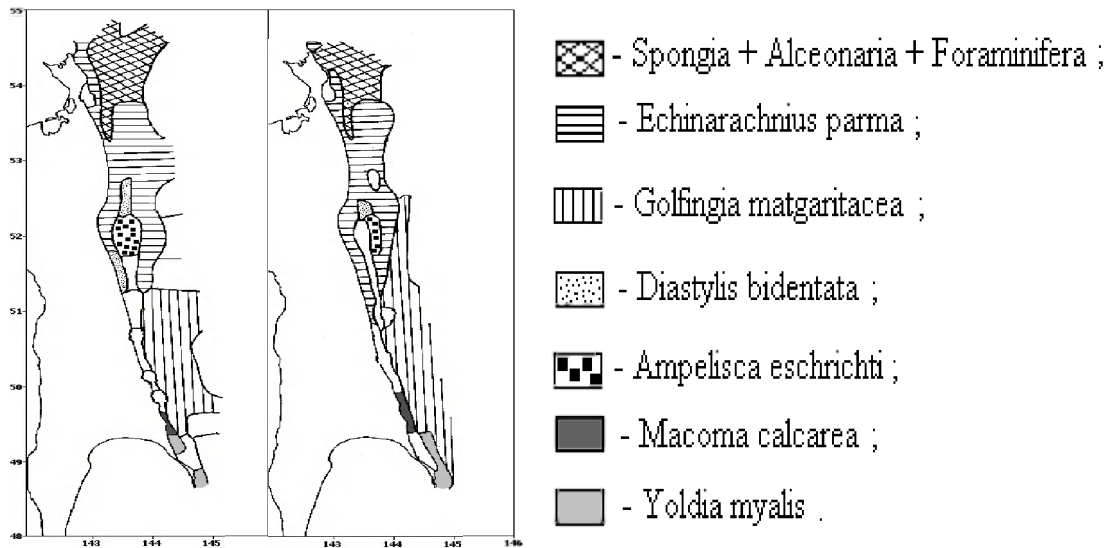 55
54
53
52
51
50
49
48
143 144 145 143 144 145 146
- Spongia + Alceonaria + Foraminifera ;
- Echinarachnius parma ;
- Golfingia matgaritacea ;
- Diastylis bidentata ;
- Ampelisca eschrichti ;
- Macoma calcarea ;
- Yoldia myalis .